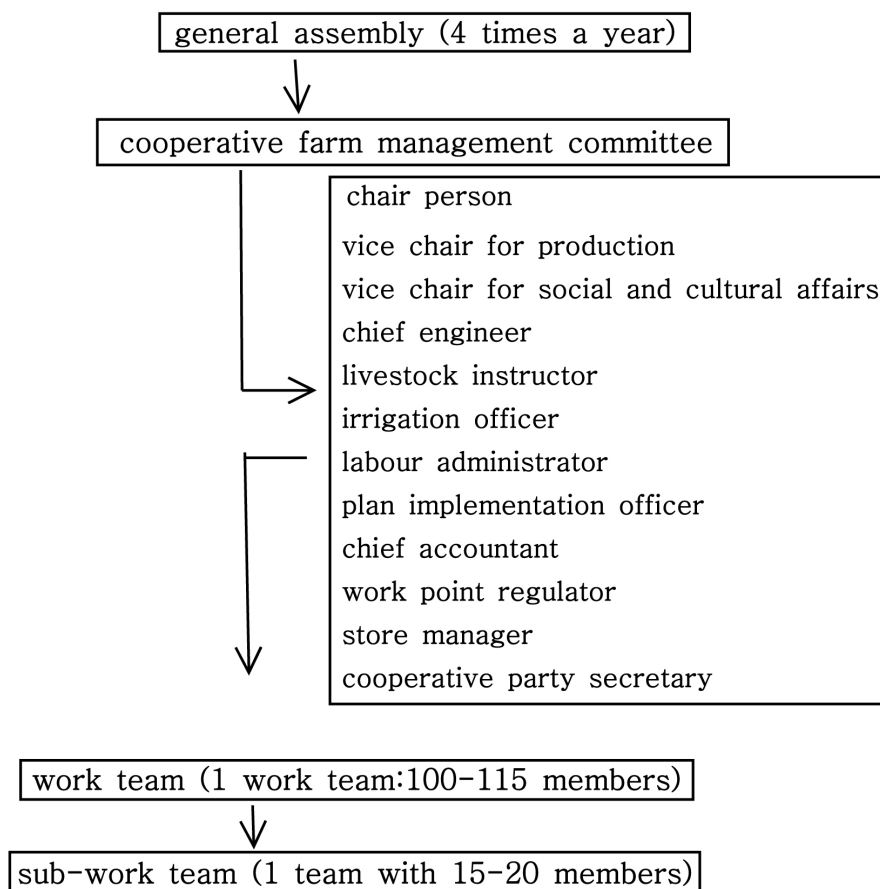 general assembly (4 times a year)
cooperative farm management committee
chair person
vice chair for production
vice chair for social and cultural affairs
chief engineer
livestock instructor
irrigation officer
labour administrator
plan implementation officer
chief accountant
work point regulator
store manager
cooperative party secretary
work team (1 work team:100-115 members)
sub-work team (1 team with 15-20 members)